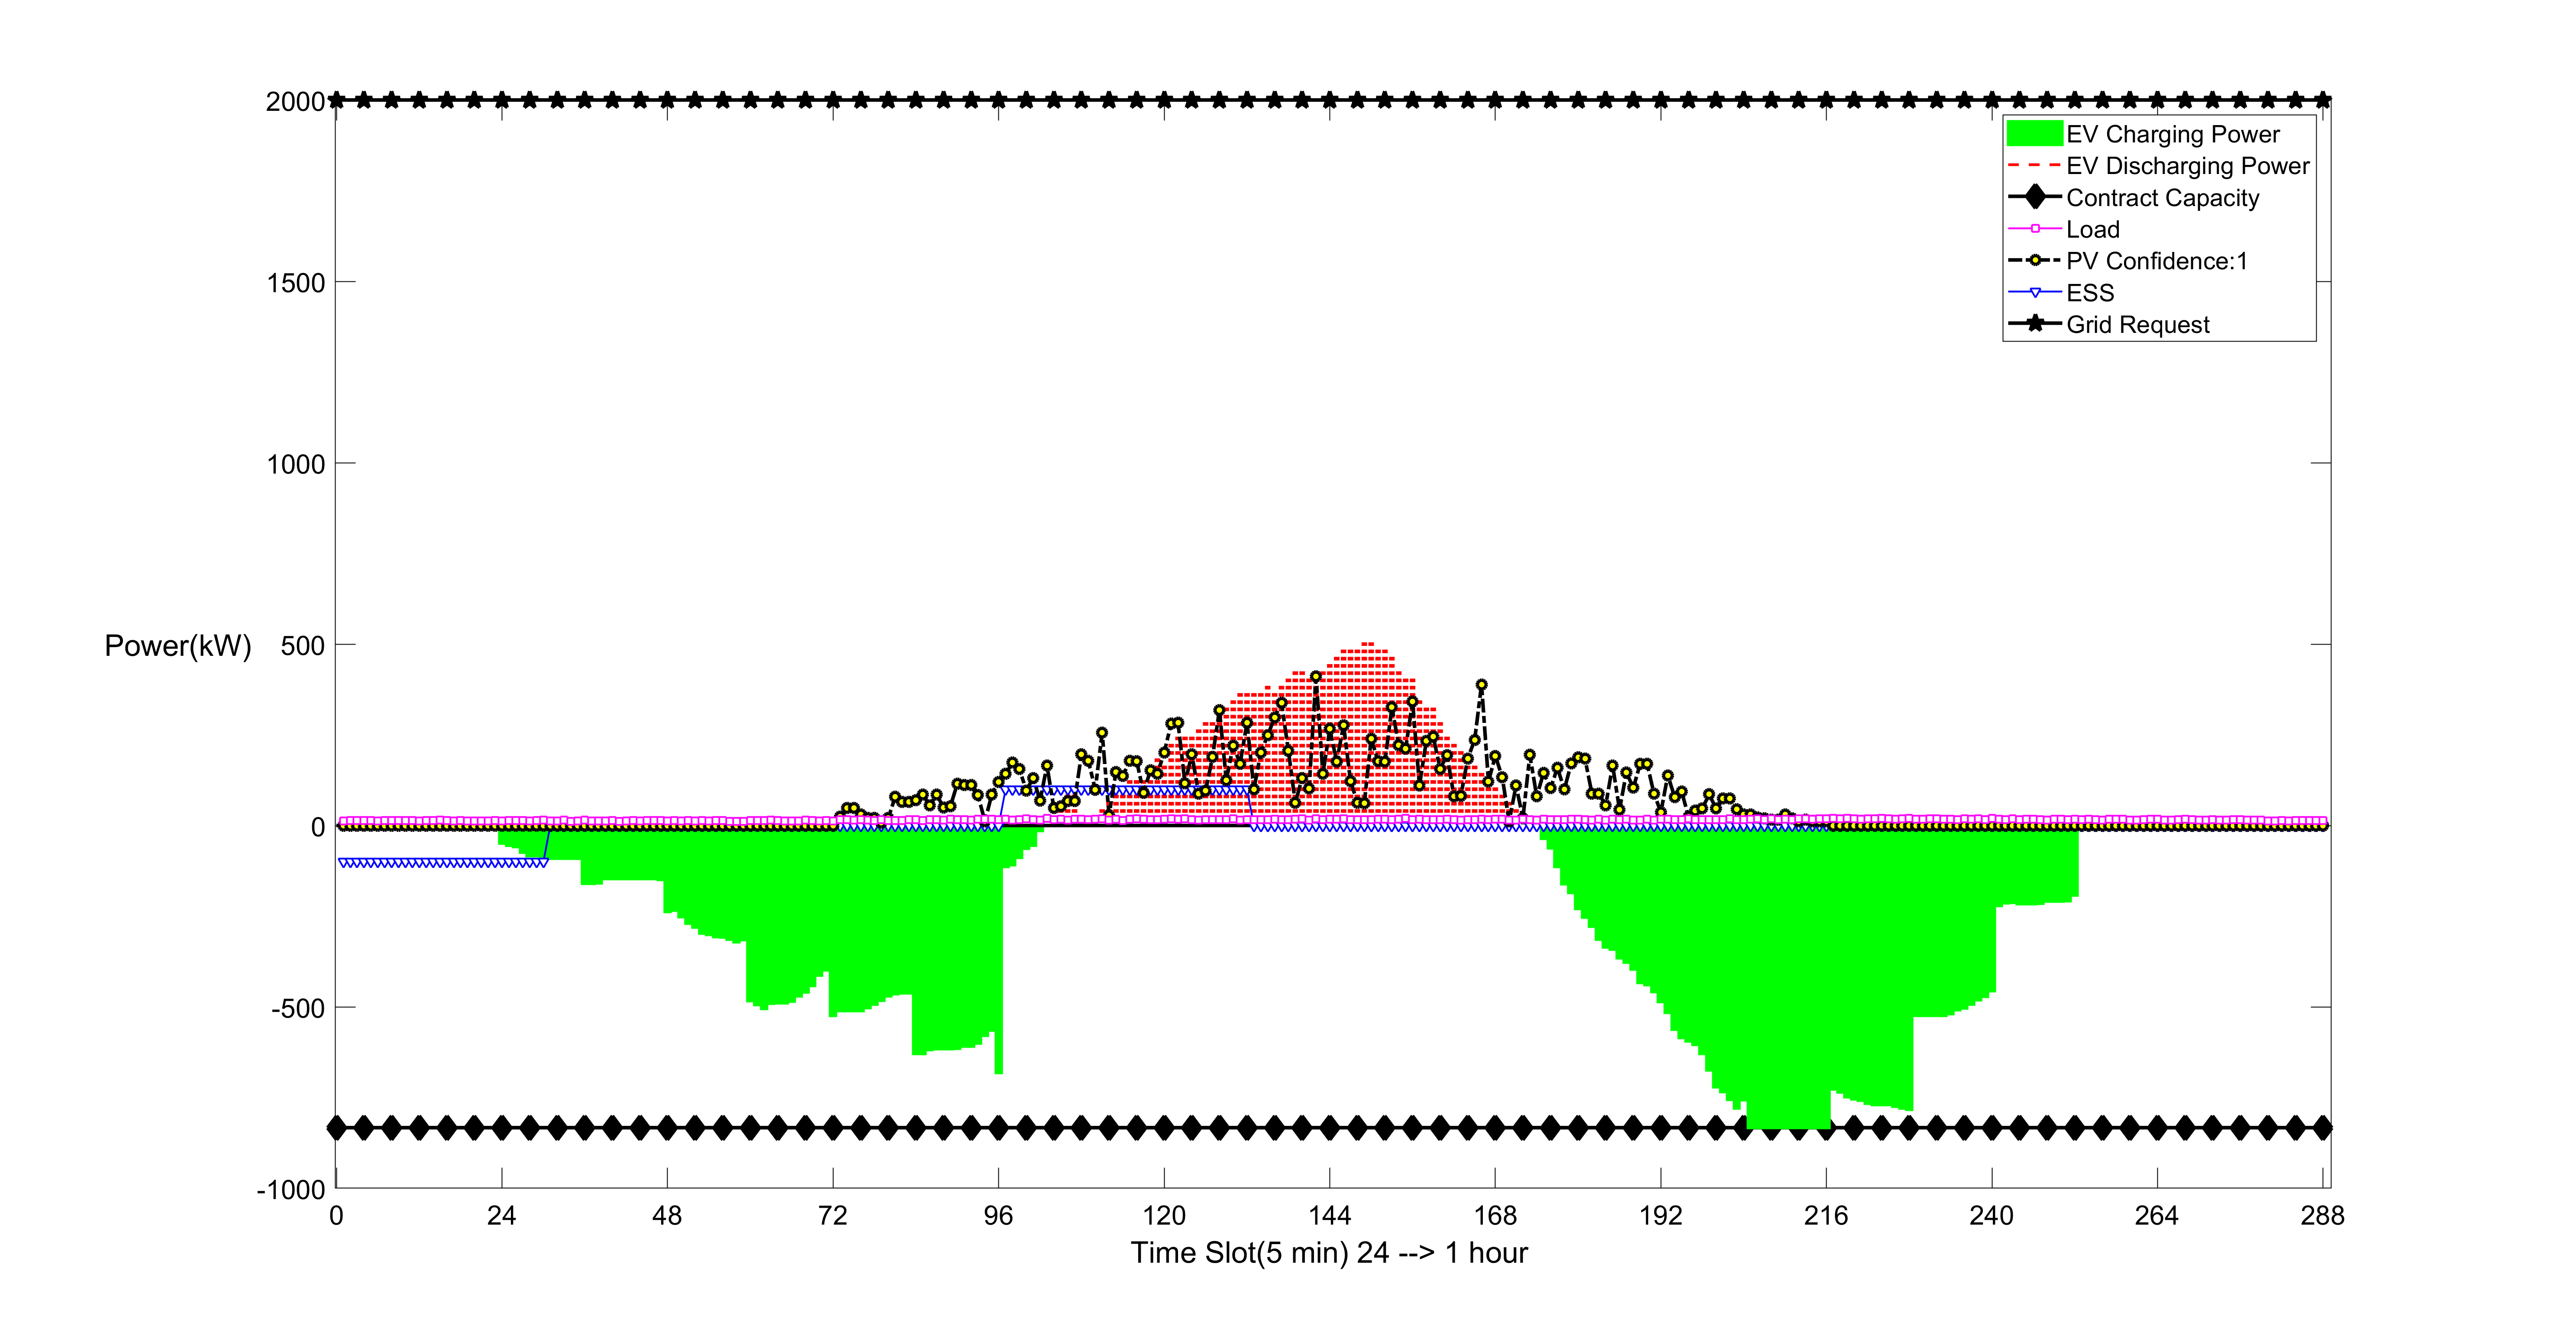 2000
1500
1000
500
0
-500
-1000
Power(kW)
EV Charging Power
EV Discharging Power
Contract Capacity
Load
PV Confidence:1
ESS
Grid Request
0 24 48 72 96 120 144 168 192 216 240 264 288
Time Slot(5 min) 24 --> 1 hour